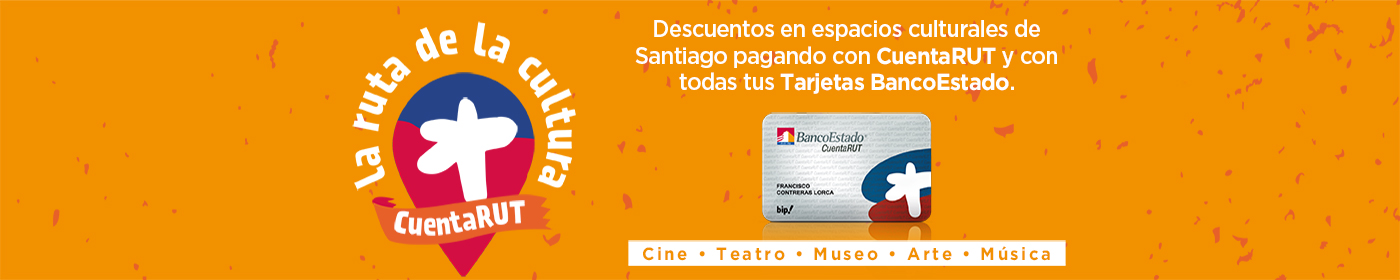 la ruta de la cultura
CuentaRUT
Descuentos en espacios culturales de
Santiago pagando con CuentaRUT y con
todas tus Tarjetas BancoEstado.
BancoEstado®
CuentaRUT
FRANCISCO
CONTRERAS LORCA
bip!
Cine • Teatro • Museo • Arte • Música